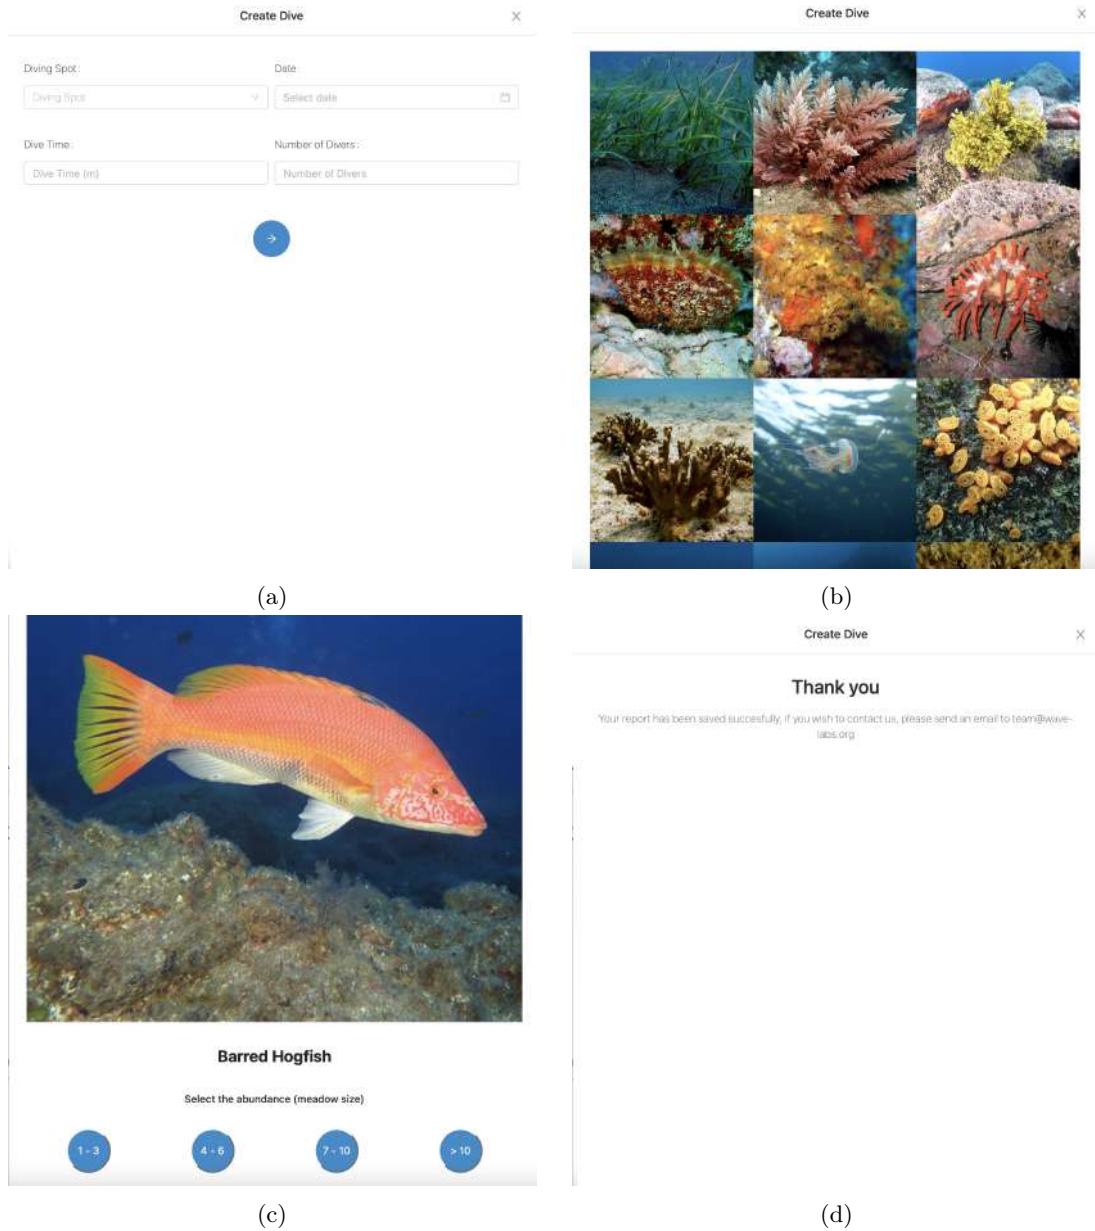 Create Dive
Diving Spot :
Date :
Diving Spot
Select date
Dive Time :
Number of Divers :
Dive Time (m)
Number of Divers
(a)
Create Dive
(b)
Barred Hogfish
Select the abundance (meadow size)
1 - 3
4 - 6
7 - 10
> 10
(c)
Create Dive
Thank you
Your report has been saved succesfully, if you wish to contact us, please send an email to team@wave-
labs.org
(d)